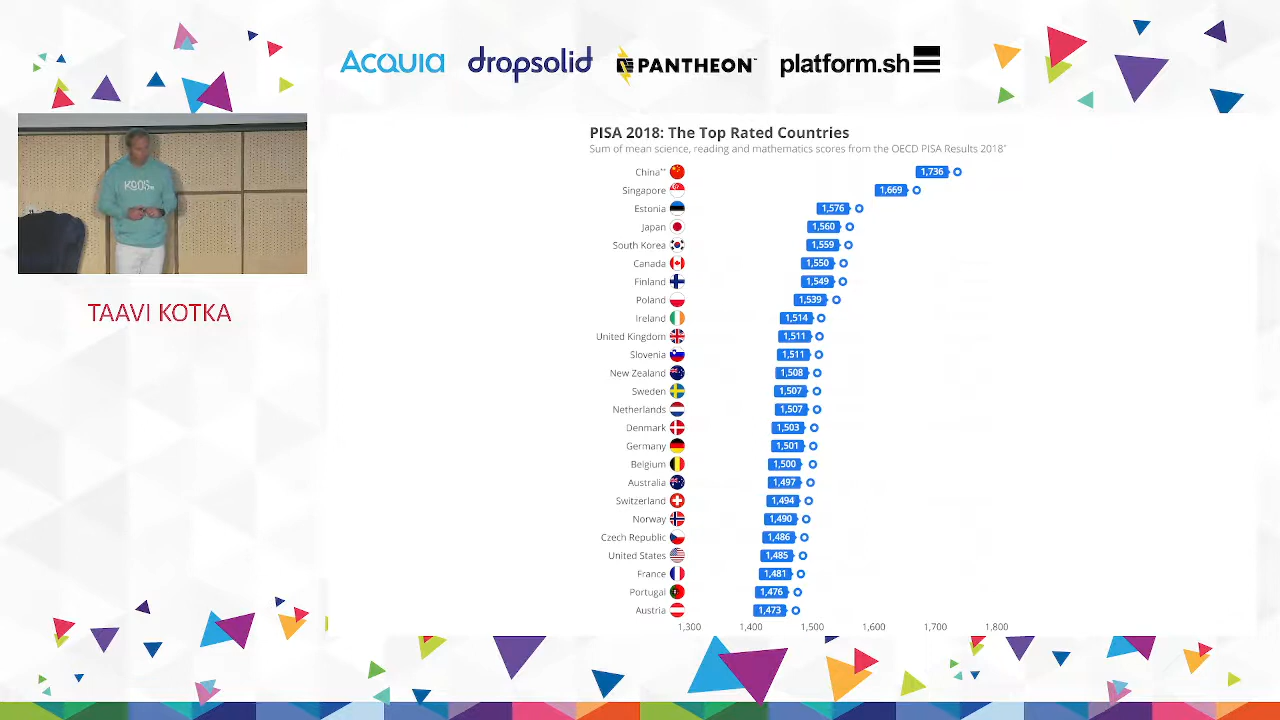 ACQUIA dropsolid PANTHEON platform.sh
TAAVI KOTKA
PISA 2018: The Top Rated Countries
Sum of mean science, reading and mathematics scores from the OECD PISA Results 2018*
China** 1,736
Singapore 1,669
Estonia 1,576
Japan 1,560
South Korea 1,559
Canada 1,550
Finland 1,549
Poland 1,539
Ireland 1,514
United Kingdom 1,511
Slovenia 1,511
New Zealand 1,508
Sweden 1,507
Netherlands 1,507
Denmark 1,503
Germany 1,501
Belgium 1,500
Australia 1,497
Switzerland 1,494
Norway 1,490
Czech Republic 1,486
United States 1,485
France 1,481
Portugal 1,476
Austria 1,473
1,300 1,400 1,500 1,600 1,700 1,800